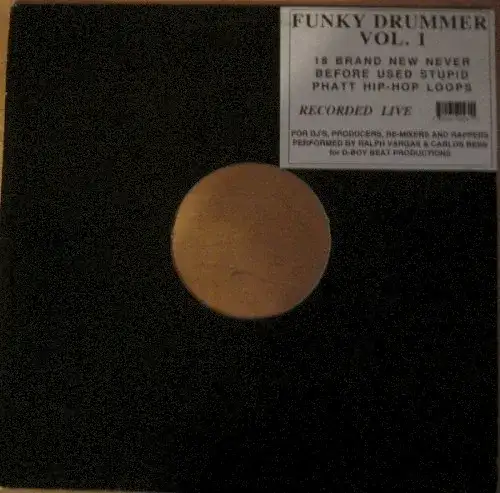 FUNKY DRUMMER
VOL. 1
18 BRAND NEW NEVER
BEFORE USED STUPID
PHATT HIP-HOP LOOPS
RECORDED LIVE
FOR DJ'S, PRODUCERS, RE-MIXERS AND RAPPERS
PERFORMED BY RALPH VARGAS & CARLOS BESS
for D-BOY BEAT PRODUCTIONS